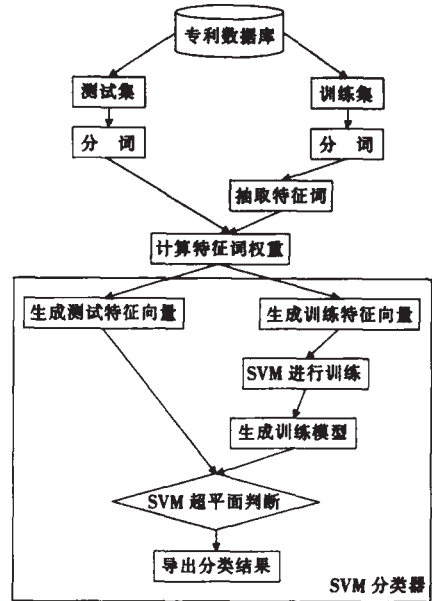 专利数据库
测试集
训练集
分 词
分 词
抽取特征词
计算特征词权重
生成测试特征向量
生成训练特征向量
SVM 进行训练
生成训练模型
SVM 超平面判断
导出分类结果
SVM 分类器